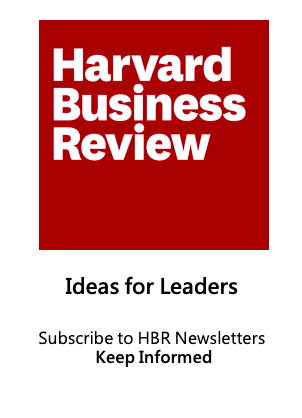 Harvard
Business
Review
Ideas for Leaders
Subscribe to HBR Newsletters
Keep Informed